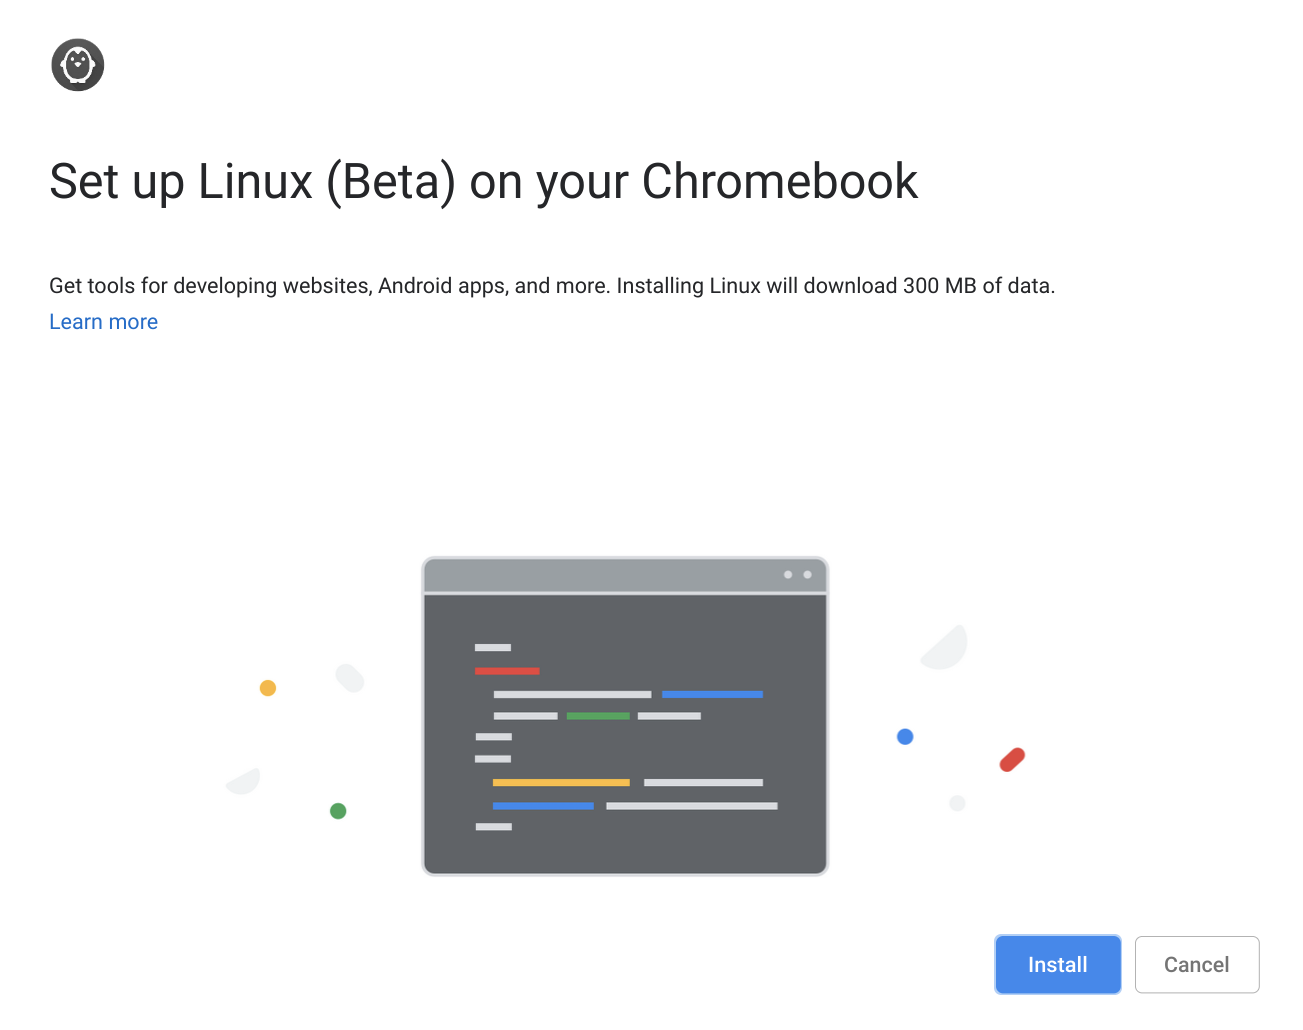 Set up Linux (Beta) on your Chromebook
Get tools for developing websites, Android apps, and more. Installing Linux will download 300 MB of data.
Learn more
Install
Cancel